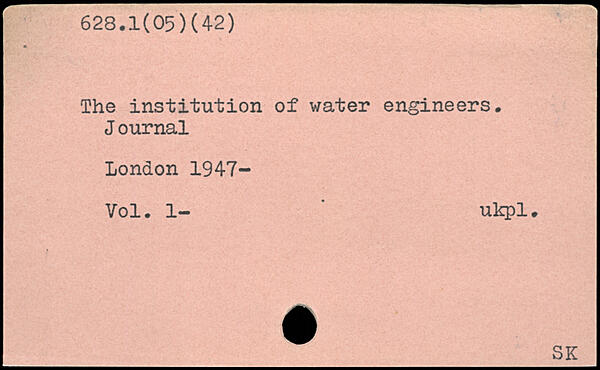 628.1(05)(42)
The institution of water engineers.
Journal
London 1947-
Vol. 1-
ukpl.
SK